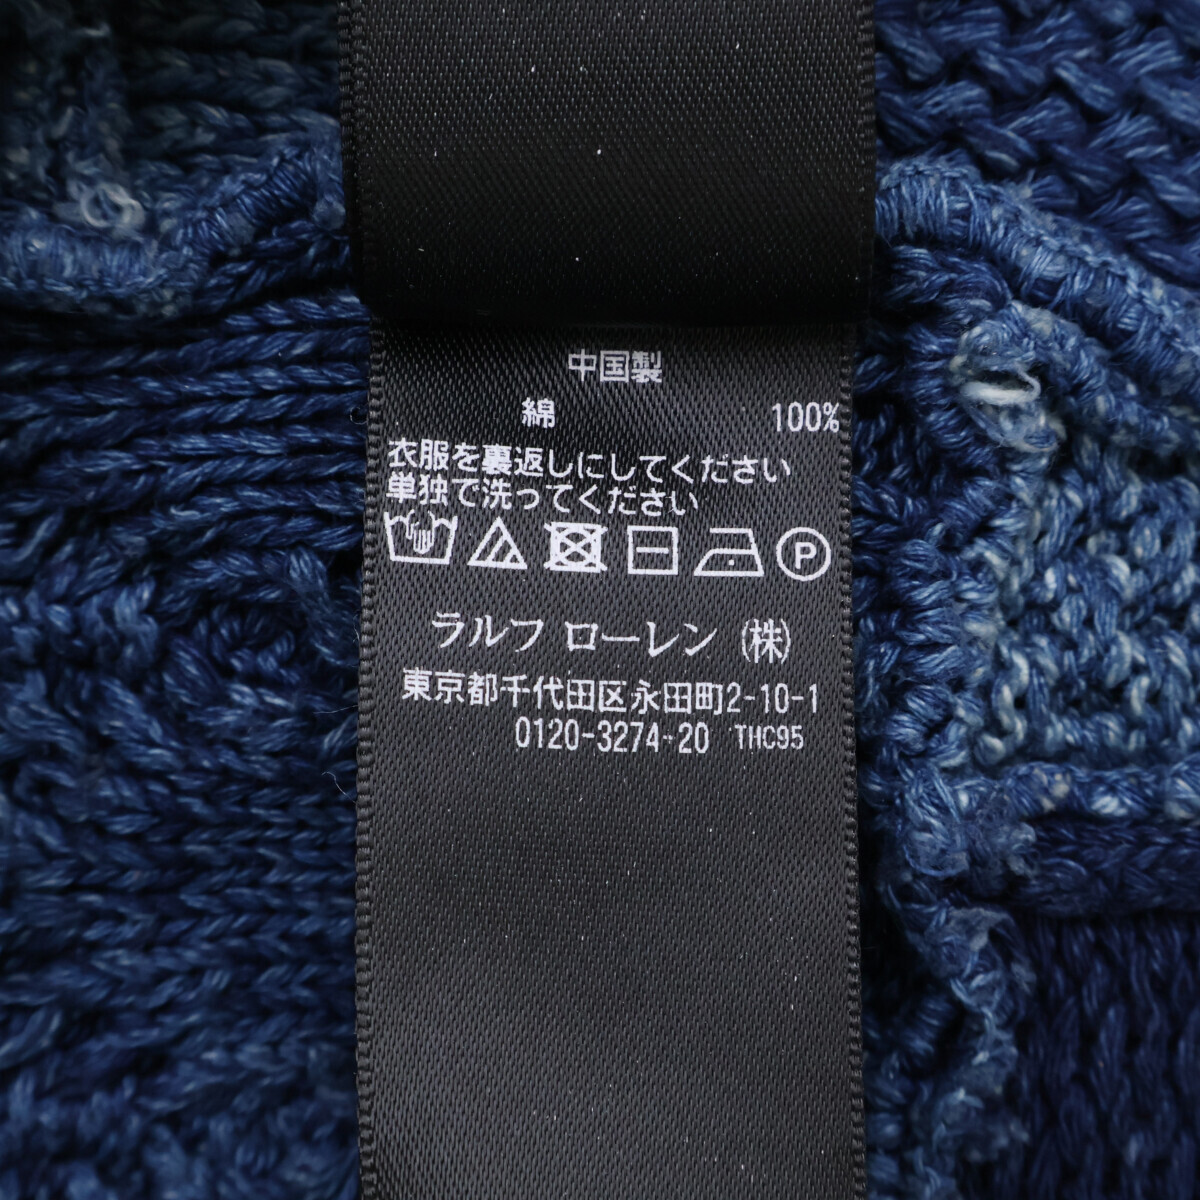 中国製
綿 100%
衣服を裏返しにしてください
単独で洗ってください
P
ラルフ ローレン (株)
東京都千代田区永田町2-10-1
0120-3274-20 THC95